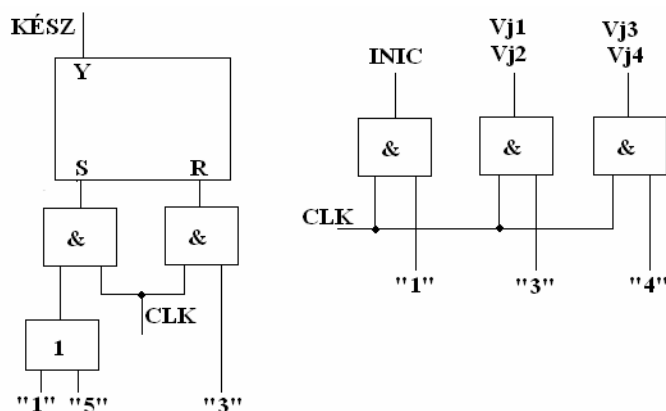 KÉSZ
Y
S R
& &
CLK
1
"1" "5" "3"
INIC
Vj1
Vj2
Vj3
Vj4
& & &
CLK
"1" "3" "4"